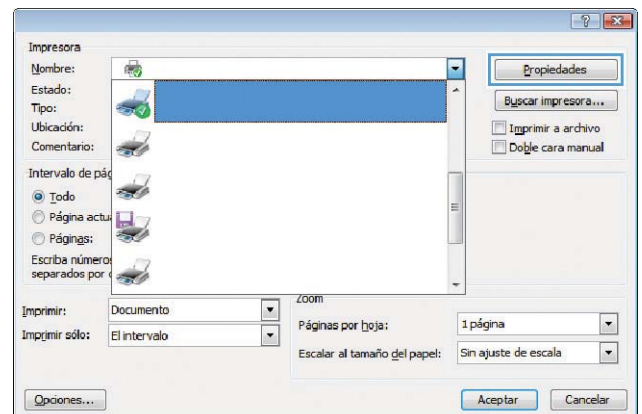 Impresora
Nombre:
Propiedades
Estado:
Buscar impresora...
Tipo:
Ubicación:
Imprimir a archivo
Comentario:
Doble cara manual
Intervalo de pág
Todo
Página actu
Páginas:
Escriba número
separados por
Zoom
Imprimir: Documento
Páginas por hoja: 1 página
Imprimir sólo: El intervalo
Escalar al tamaño del papel: Sin ajuste de escala
Opciones... Aceptar Cancelar